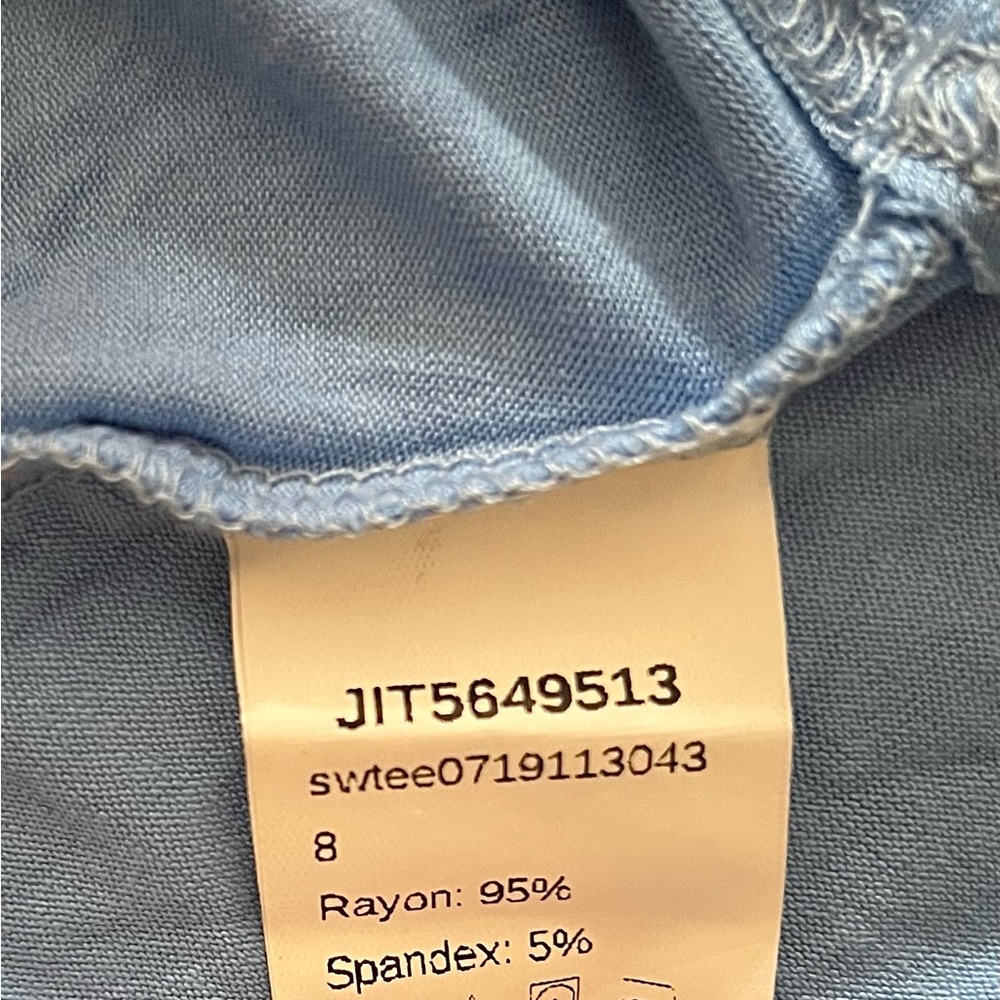 JIT5649513
swtee0719113043
8
Rayon: 95%
Spandex: 5%